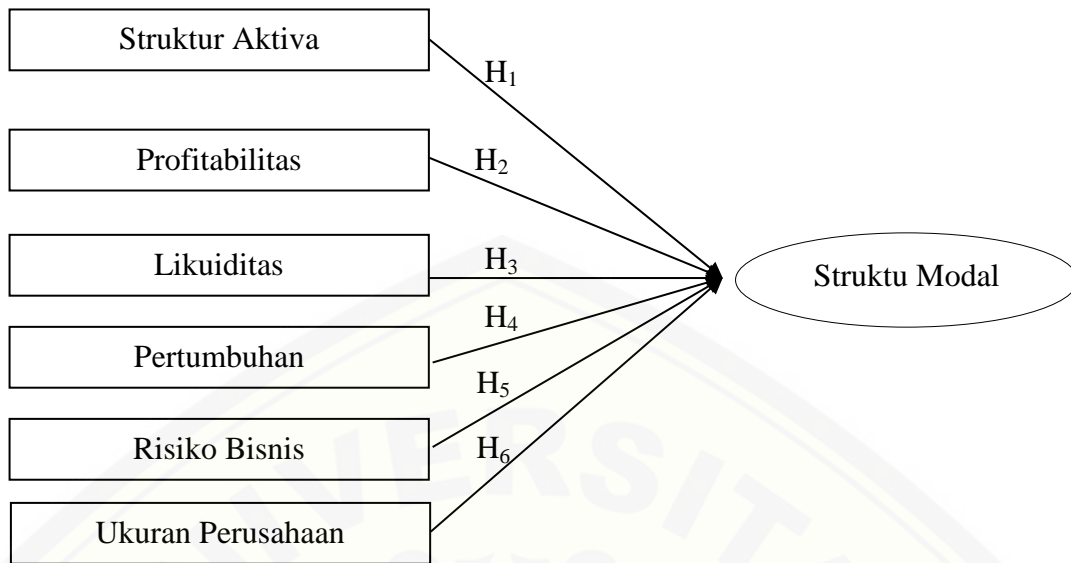 Struktur Aktiva
H₁
Profitabilitas
H₂
Likuiditas
H₃
Struktu Modal
H₄
Pertumbuhan
H₅
Risiko Bisnis
H₆
Ukuran Perusahaan